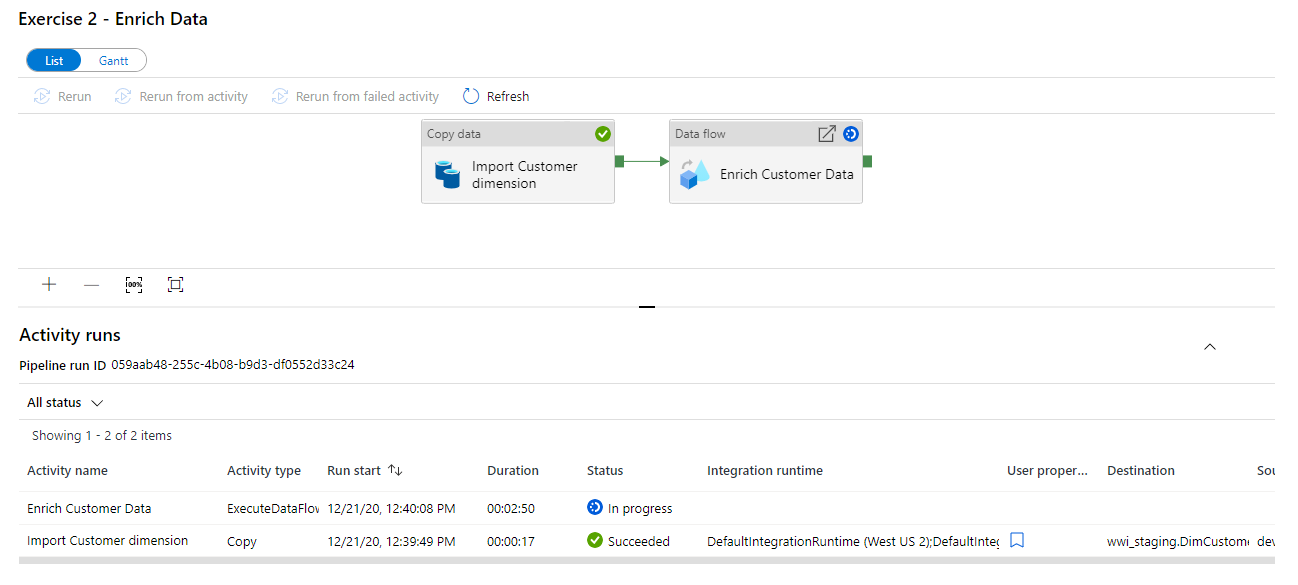 Exercise 2 - Enrich Data
List Gantt
Rerun Rerun from activity Rerun from failed activity Refresh
Copy data
Import Customer
dimension
Data flow
Enrich Customer Data
100%
Activity runs
Pipeline run ID 059aab48-255c-4b08-b9d3-df0552d33c24
All status
Showing 1 - 2 of 2 items
Activity name Activity type Run start Duration Status Integration runtime User proper... Destination Sou
Enrich Customer Data ExecuteDataFlow 12/21/20, 12:40:08 PM 00:02:50 In progress
Import Customer dimension Copy 12/21/20, 12:39:49 PM 00:00:17 Succeeded DefaultIntegrationRuntime (West US 2);DefaultInteg wwi_staging.DimCustome dev